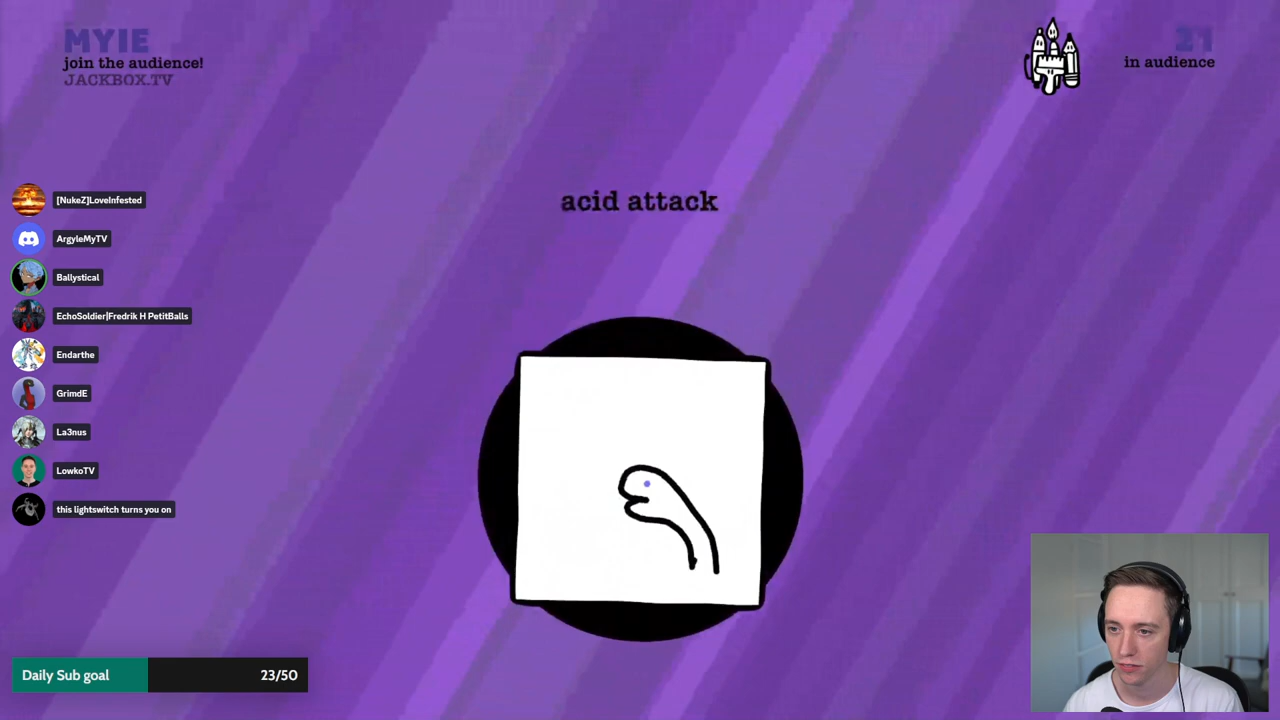 MYIE
join the audience!
JACKBOX.TV
in audience
[NukeZ]LoveInfested
ArgyleMyTV
Ballystical
EchoSoldier|Fredrik H PetitBalls
Endarthe
GrimdE
La3nus
LowkoTV
this lightswitch turns you on
acid attack
Daily Sub goal
23/50